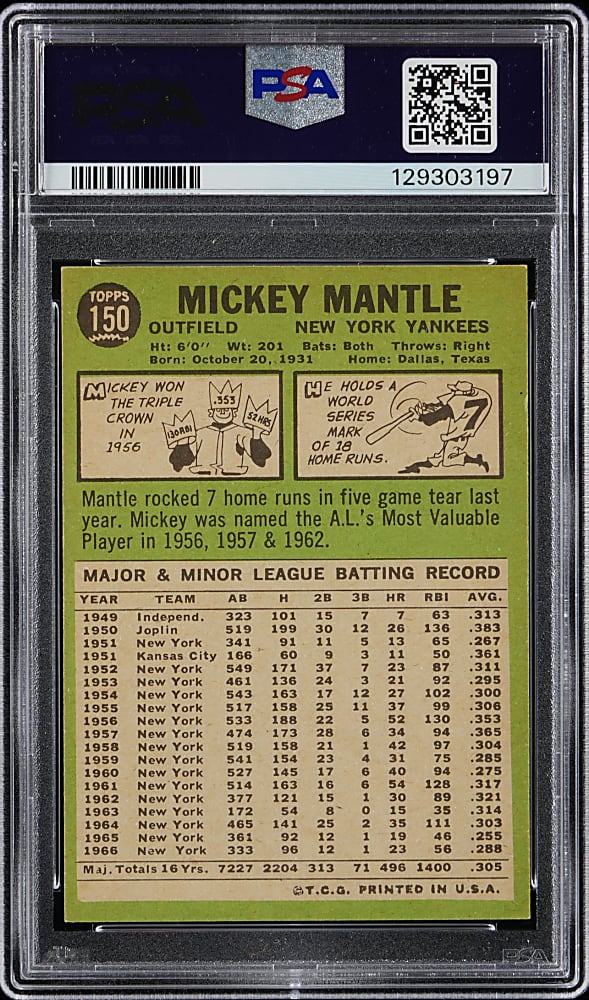 PSA
129303197
TOPPS
150
MICKEY MANTLE
OUTFIELD NEW YORK YANKEES
Ht: 6'0'' Wt: 201 Bats: Both Throws: Right
Born: October 20, 1931 Home: Dallas, Texas
MICKEY WON
THE TRIPLE
CROWN
IN
1956
130 RBI
.353
52 HRS
HE HOLDS A
WORLD
SERIES
MARK
OF 18
HOME RUNS.
7
Mantle rocked 7 home runs in five game tear last
year. Mickey was named the A.L.'s Most Valuable
Player in 1956, 1957 & 1962.
MAJOR & MINOR LEAGUE BATTING RECORD
YEAR TEAM AB H 2B 3B HR RBI AVG.
1949 Independ. 323 101 15 7 7 63 .313
1950 Joplin 519 199 30 12 26 136 .383
1951 New York 341 91 11 5 13 65 .267
1951 Kansas City 166 60 9 3 11 50 .361
1952 New York 549 171 37 7 23 87 .311
1953 New York 461 136 24 3 21 92 .295
1954 New York 543 163 17 12 27 102 .300
1955 New York 517 158 25 11 37 99 .306
1956 New York 533 188 22 5 52 130 .353
1957 New York 474 173 28 6 34 94 .365
1958 New York 519 158 21 1 42 97 .304
1959 New York 541 154 23 4 31 75 .285
1960 New York 527 145 17 6 40 94 .275
1961 New York 514 163 16 6 54 128 .317
1962 New York 377 121 15 1 30 89 .321
1963 New York 172 54 8 0 15 35 .314
1964 New York 465 141 25 2 35 111 .303
1965 New York 361 92 12 1 19 46 .255
1966 New York 333 96 12 1 23 56 .288
Maj. Totals 16 Yrs. 7227 2204 313 71 496 1400 .305
©T.C.G. PRINTED IN U.S.A.
PSA